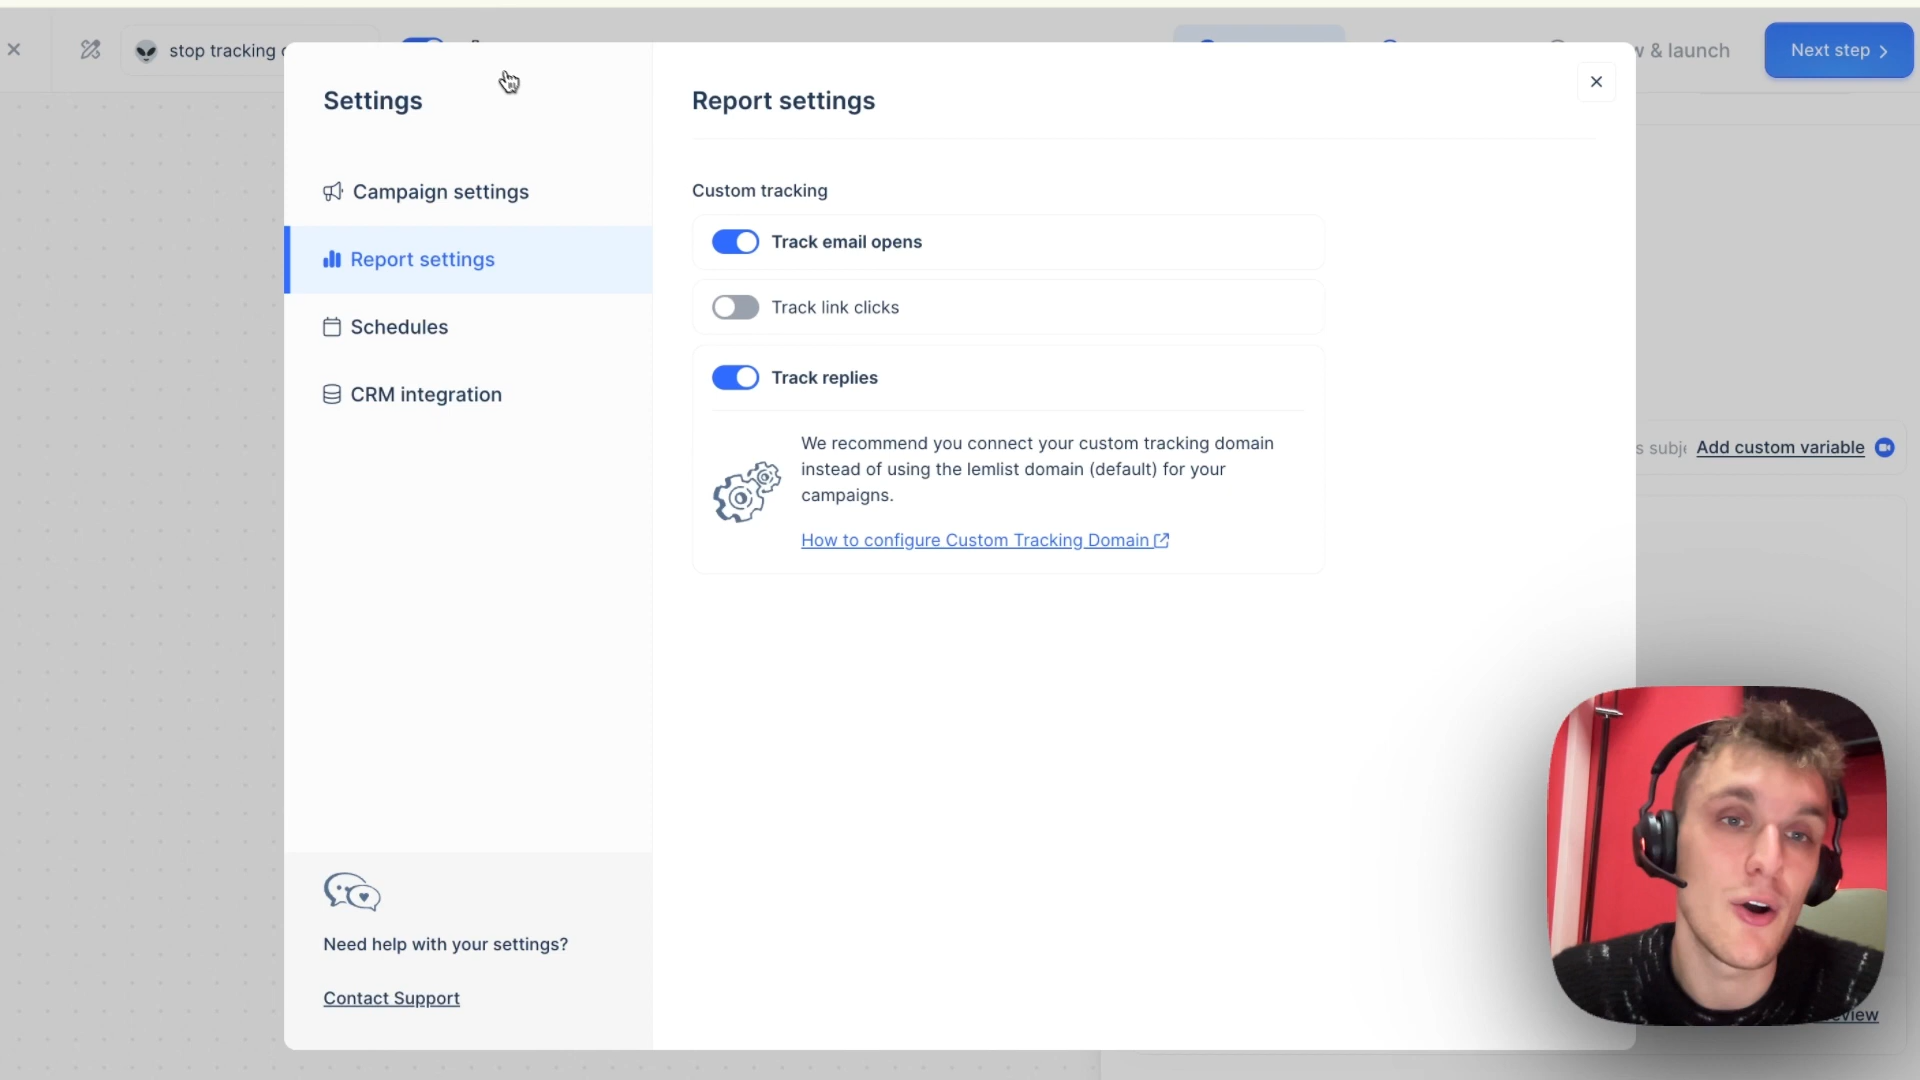 stop tracking
& launch
Next step
Settings
Campaign settings
Report settings
Schedules
CRM integration
Need help with your settings?
Contact Support
Report settings
Custom tracking
Track email opens
Track link clicks
Track replies
We recommend you connect your custom tracking domain
instead of using the lemlist domain (default) for your
campaigns.
How to configure Custom Tracking Domain
Add custom variable